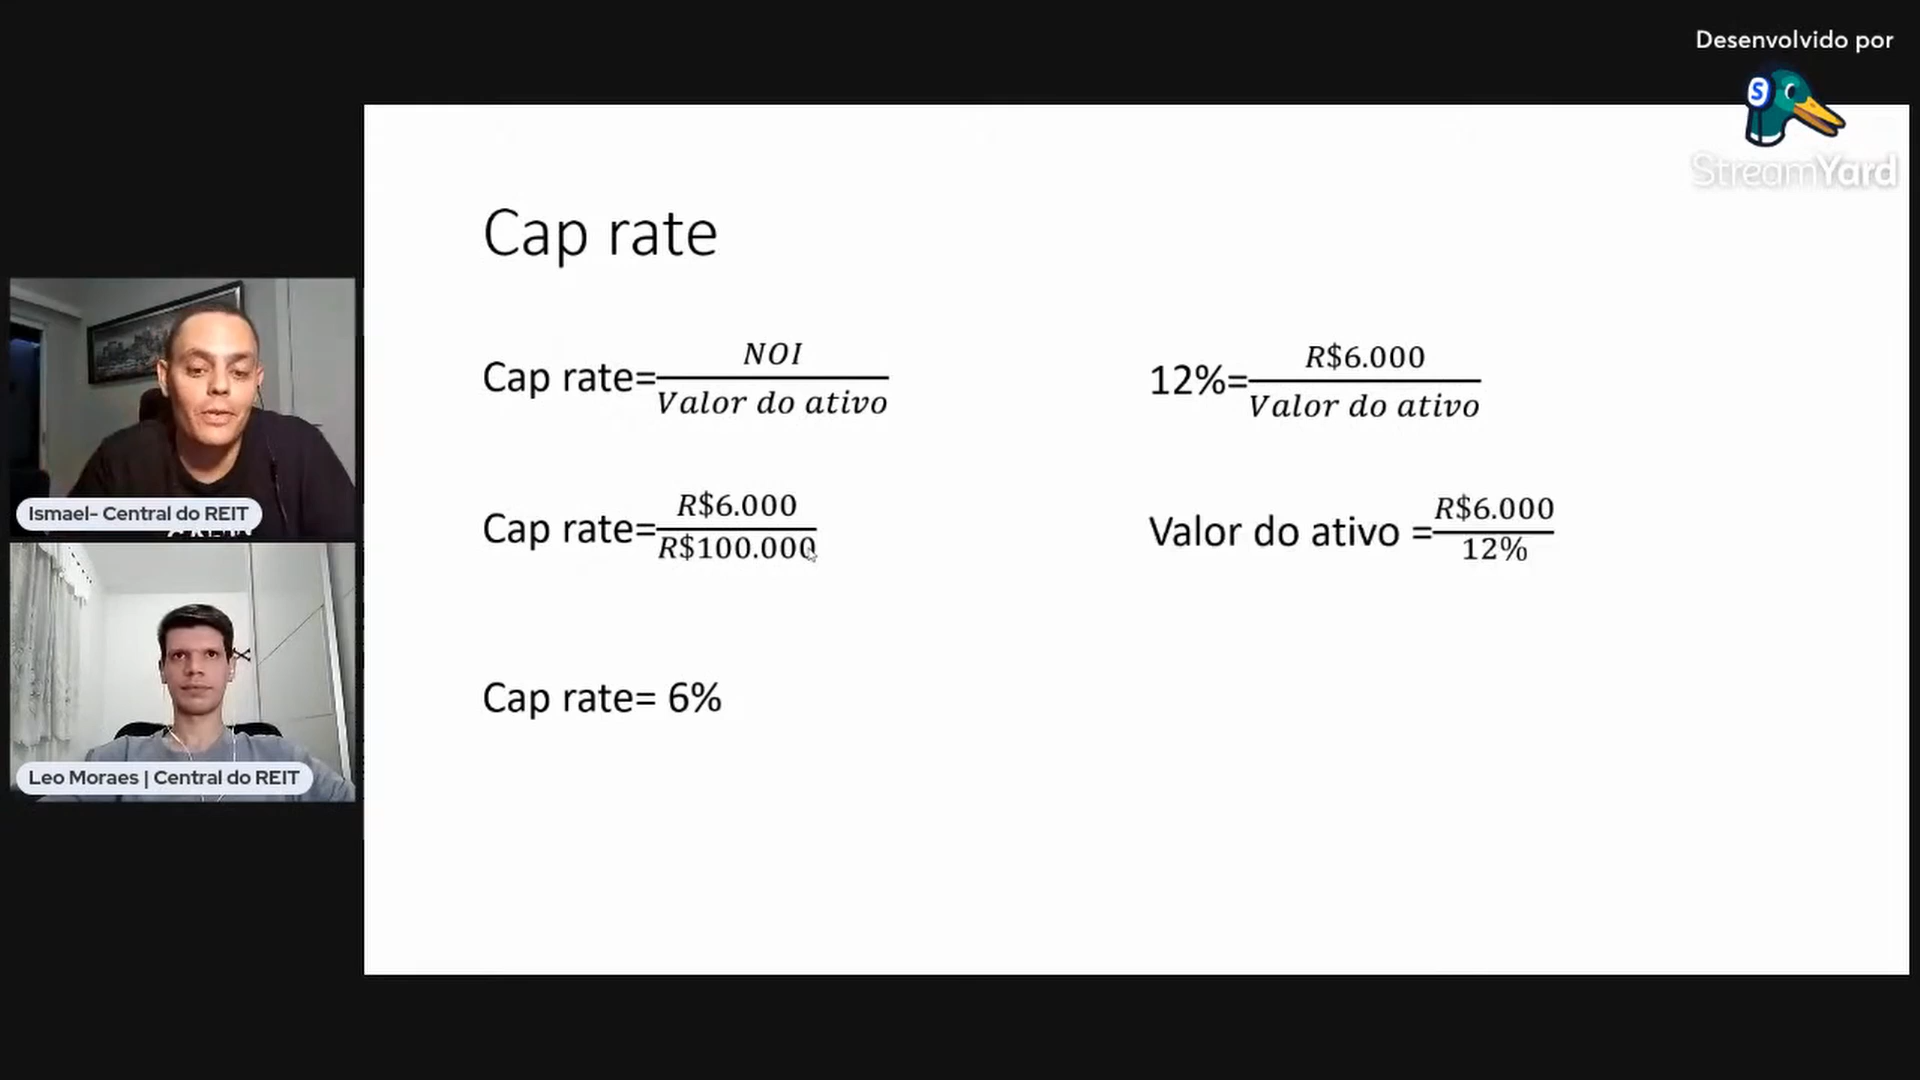 Desenvolvido por
S
StreamYard
Cap rate
Cap rate=NOI/Valor do ativo
12%=R$6.000/Valor do ativo
Cap rate=R$6.000/R$100.000
Valor do ativo =R$6.000/12%
Cap rate= 6%
Ismael- Central do REIT
Leo Moraes | Central do REIT